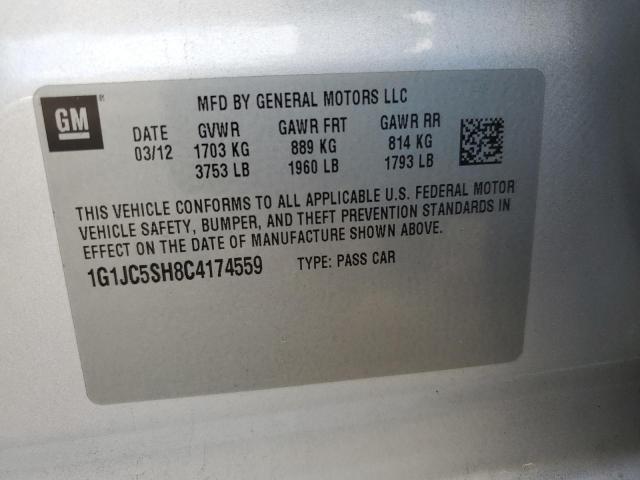 GM
MFD BY GENERAL MOTORS LLC
DATE GVWR GAWR FRT GAWR RR
03/12 1703 KG 889 KG 814 KG
3753 LB 1960 LB 1793 LB
THIS VEHICLE CONFORMS TO ALL APPLICABLE U.S. FEDERAL MOTOR
VEHICLE SAFETY, BUMPER, AND THEFT PREVENTION STANDARDS IN
EFFECT ON THE DATE OF MANUFACTURE SHOWN ABOVE.
1G1JC5SH8C4174559 TYPE: PASS CAR